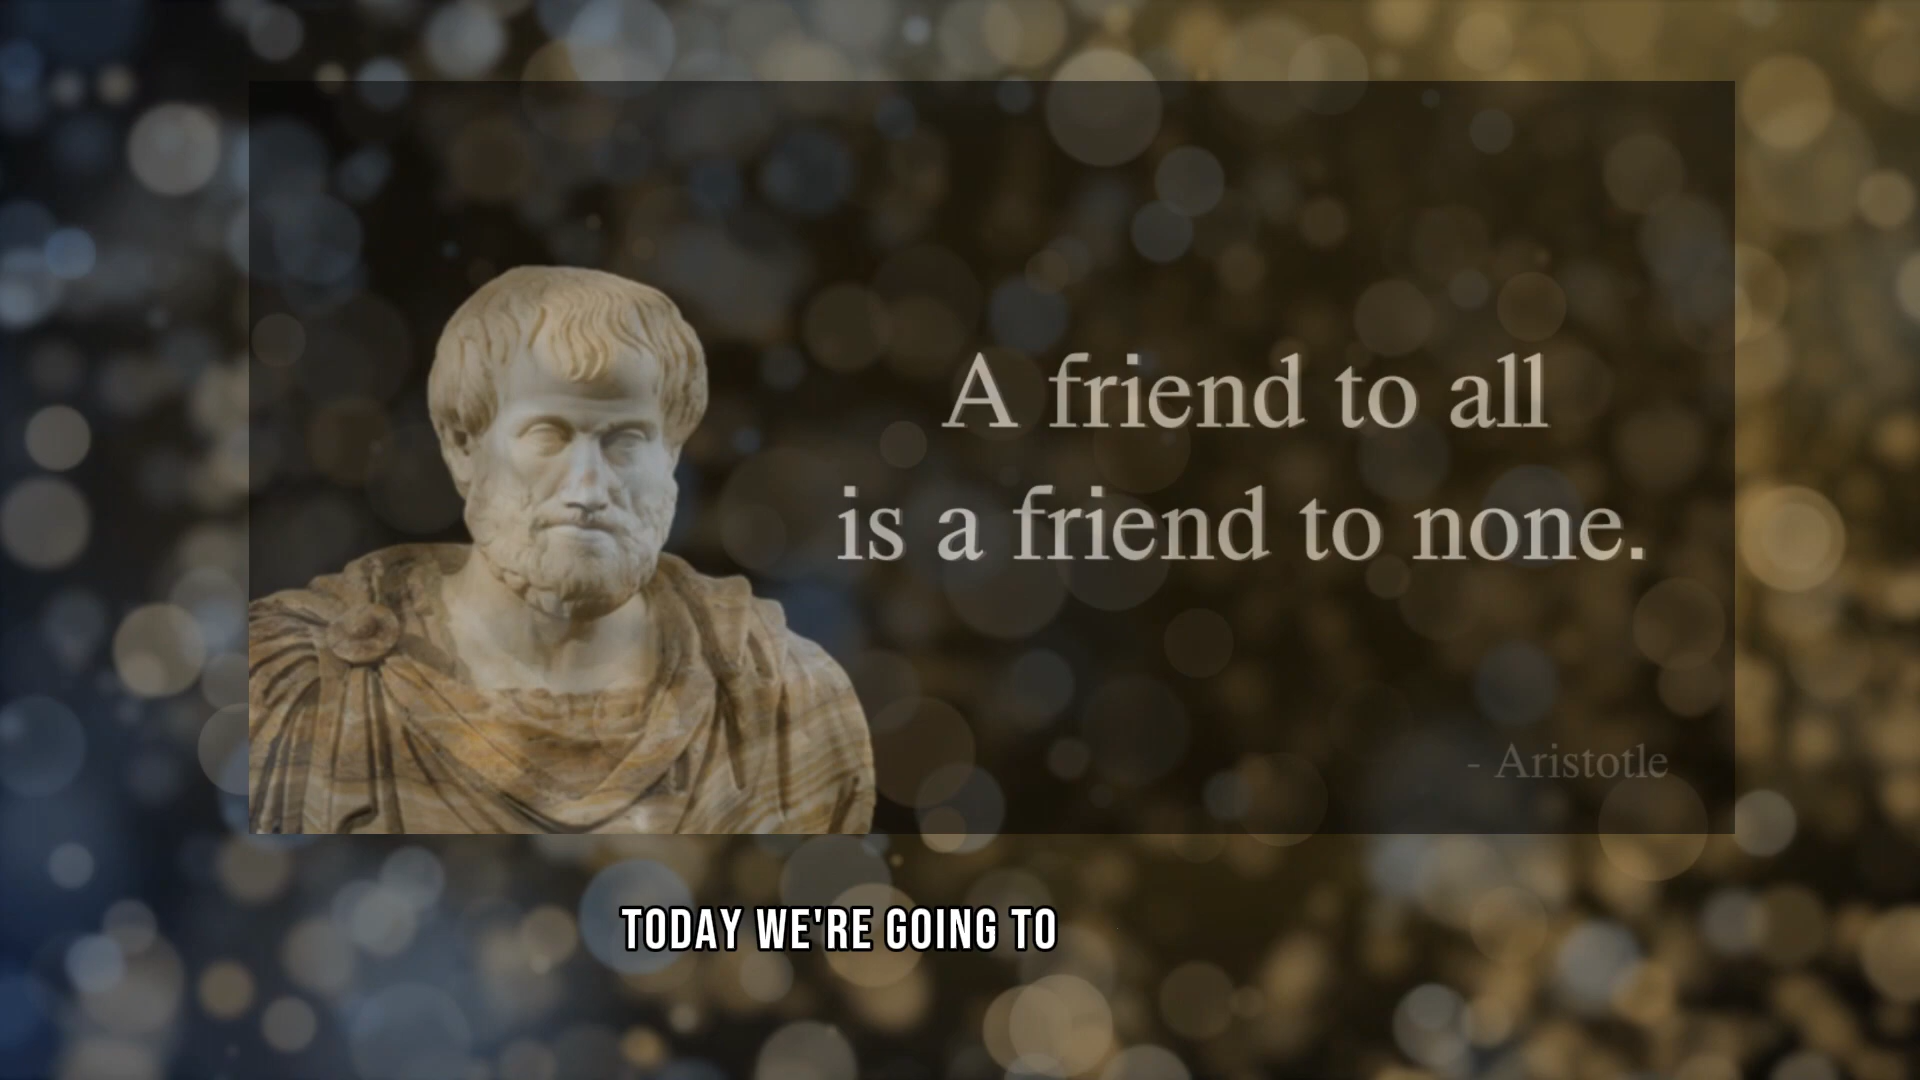 A friend to all
is a friend to none.
- Aristotle
TODAY WE'RE GOING TO